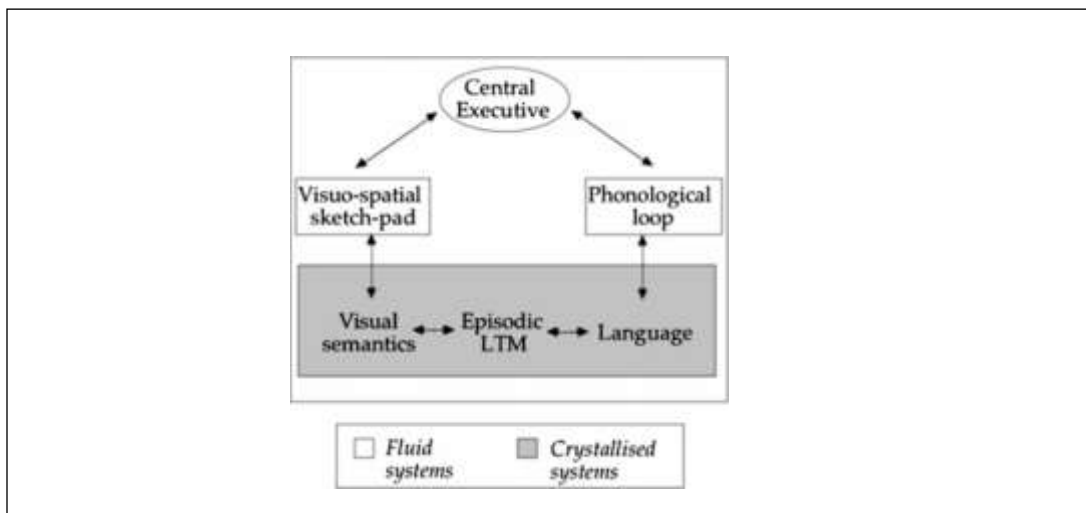 Central
Executive
Visuo-spatial
sketch-pad
Phonological
loop
Visual
semantics
Episodic
LTM
Language
Fluid
systems
Crystallised
systems